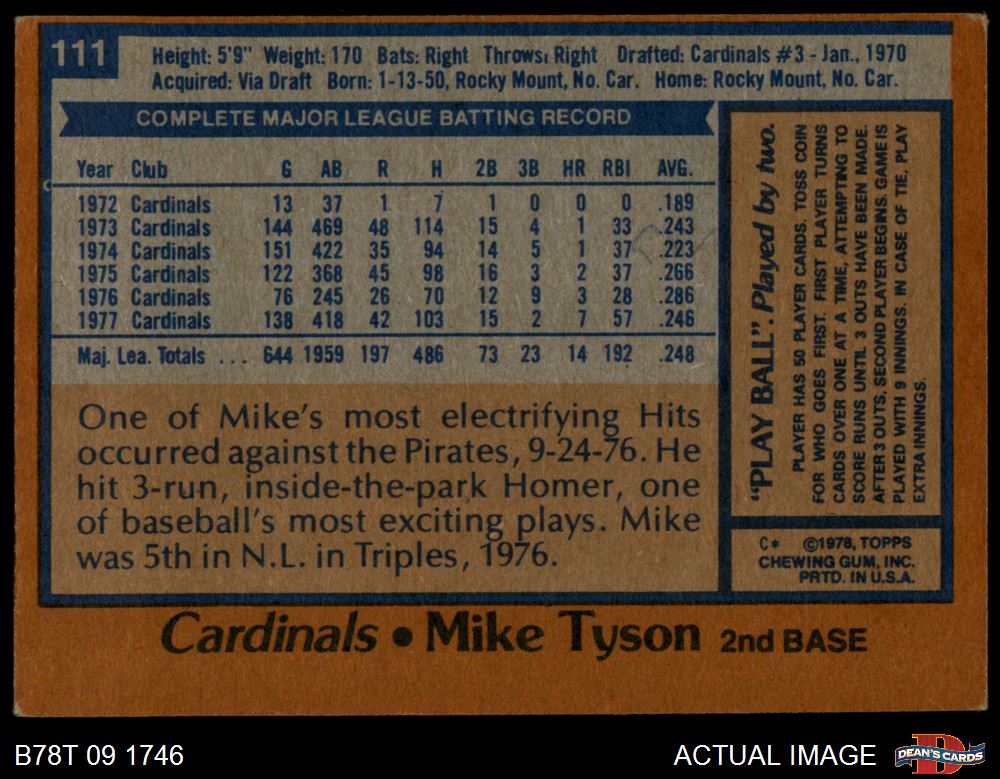 111
Height: 5'9" Weight: 170 Bats: Right Throws: Right Drafted: Cardinals #3 - Jan., 1970
Acquired: Via Draft Born: 1-13-50, Rocky Mount, No. Car. Home: Rocky Mount, No. Car.
COMPLETE MAJOR LEAGUE BATTING RECORD
Year Club G AB R H 2B 3B HR RBI AVG.
1972 Cardinals 13 37 1 7 1 0 0 0 .189
1973 Cardinals 144 469 48 114 15 4 1 33 .243
1974 Cardinals 151 422 35 94 14 5 1 37 .223
1975 Cardinals 122 368 45 98 16 3 2 37 .266
1976 Cardinals 76 245 26 70 12 9 3 28 .286
1977 Cardinals 138 418 42 103 15 2 7 57 .246
Maj. Lea. Totals ... 644 1959 197 486 73 23 14 192 .248
One of Mike's most electrifying Hits
occurred against the Pirates, 9-24-76. He
hit 3-run, inside-the-park Homer, one
of baseball's most exciting plays. Mike
was 5th in N.L. in Triples, 1976.
"PLAY BALL". Played by two.
PLAYER HAS 50 PLAYER CARDS. TOSS COIN
FOR WHO GOES FIRST. FIRST PLAYER TURNS
CARDS OVER ONE AT A TIME, ATTEMPTING TO
SCORE RUNS UNTIL 3 OUTS HAVE BEEN MADE.
AFTER 3 OUTS, SECOND PLAYER BEGINS. GAME IS
PLAYED WITH 9 INNINGS. IN CASE OF TIE, PLAY
EXTRA INNINGS.
C* ©1978, TOPPS
CHEWING GUM, INC.
PRTD. IN U.S.A.
Cardinals • Mike Tyson 2nd BASE
B78T 09 1746
ACTUAL IMAGE
D
DEAN'S CARDS